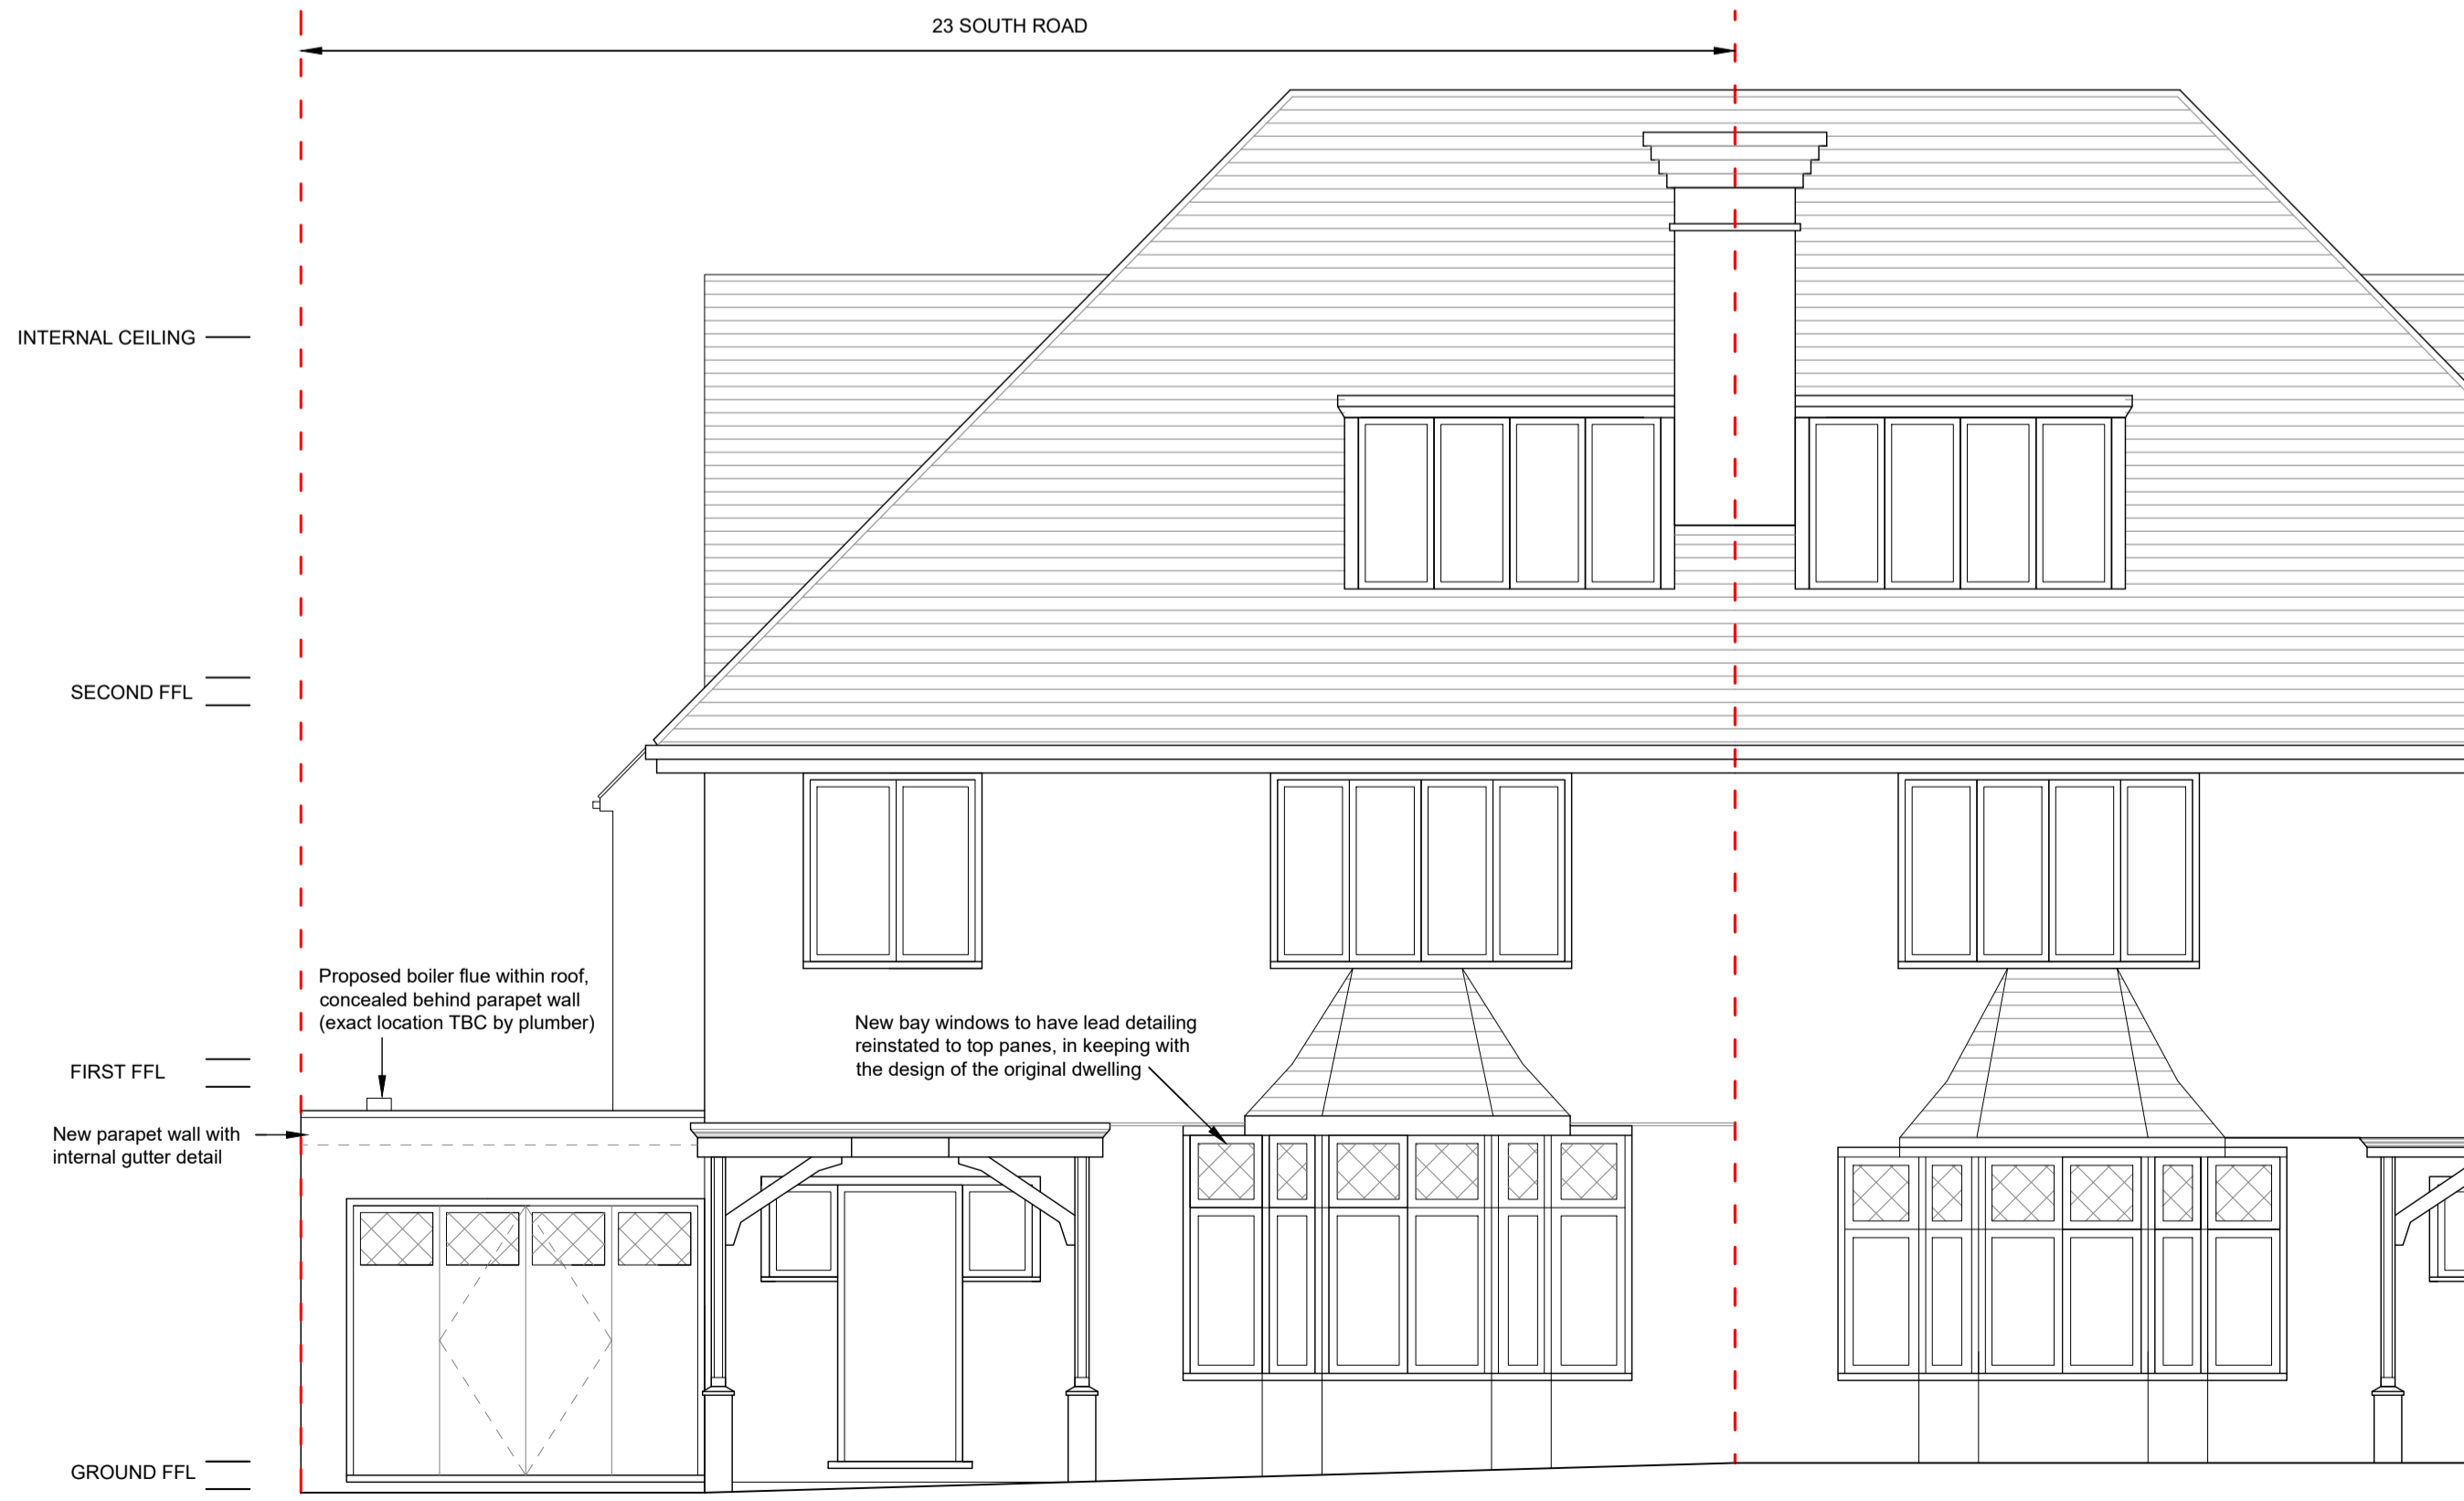 23 SOUTH ROAD
INTERNAL CEILING
SECOND FFL
Proposed boiler flue within roof,
concealed behind parapet wall
(exact location TBC by plumber)
New bay windows to have lead detailing
reinstated to top panes, in keeping with
the design of the original dwelling
FIRST FFL
New parapet wall with
internal gutter detail
GROUND FFL